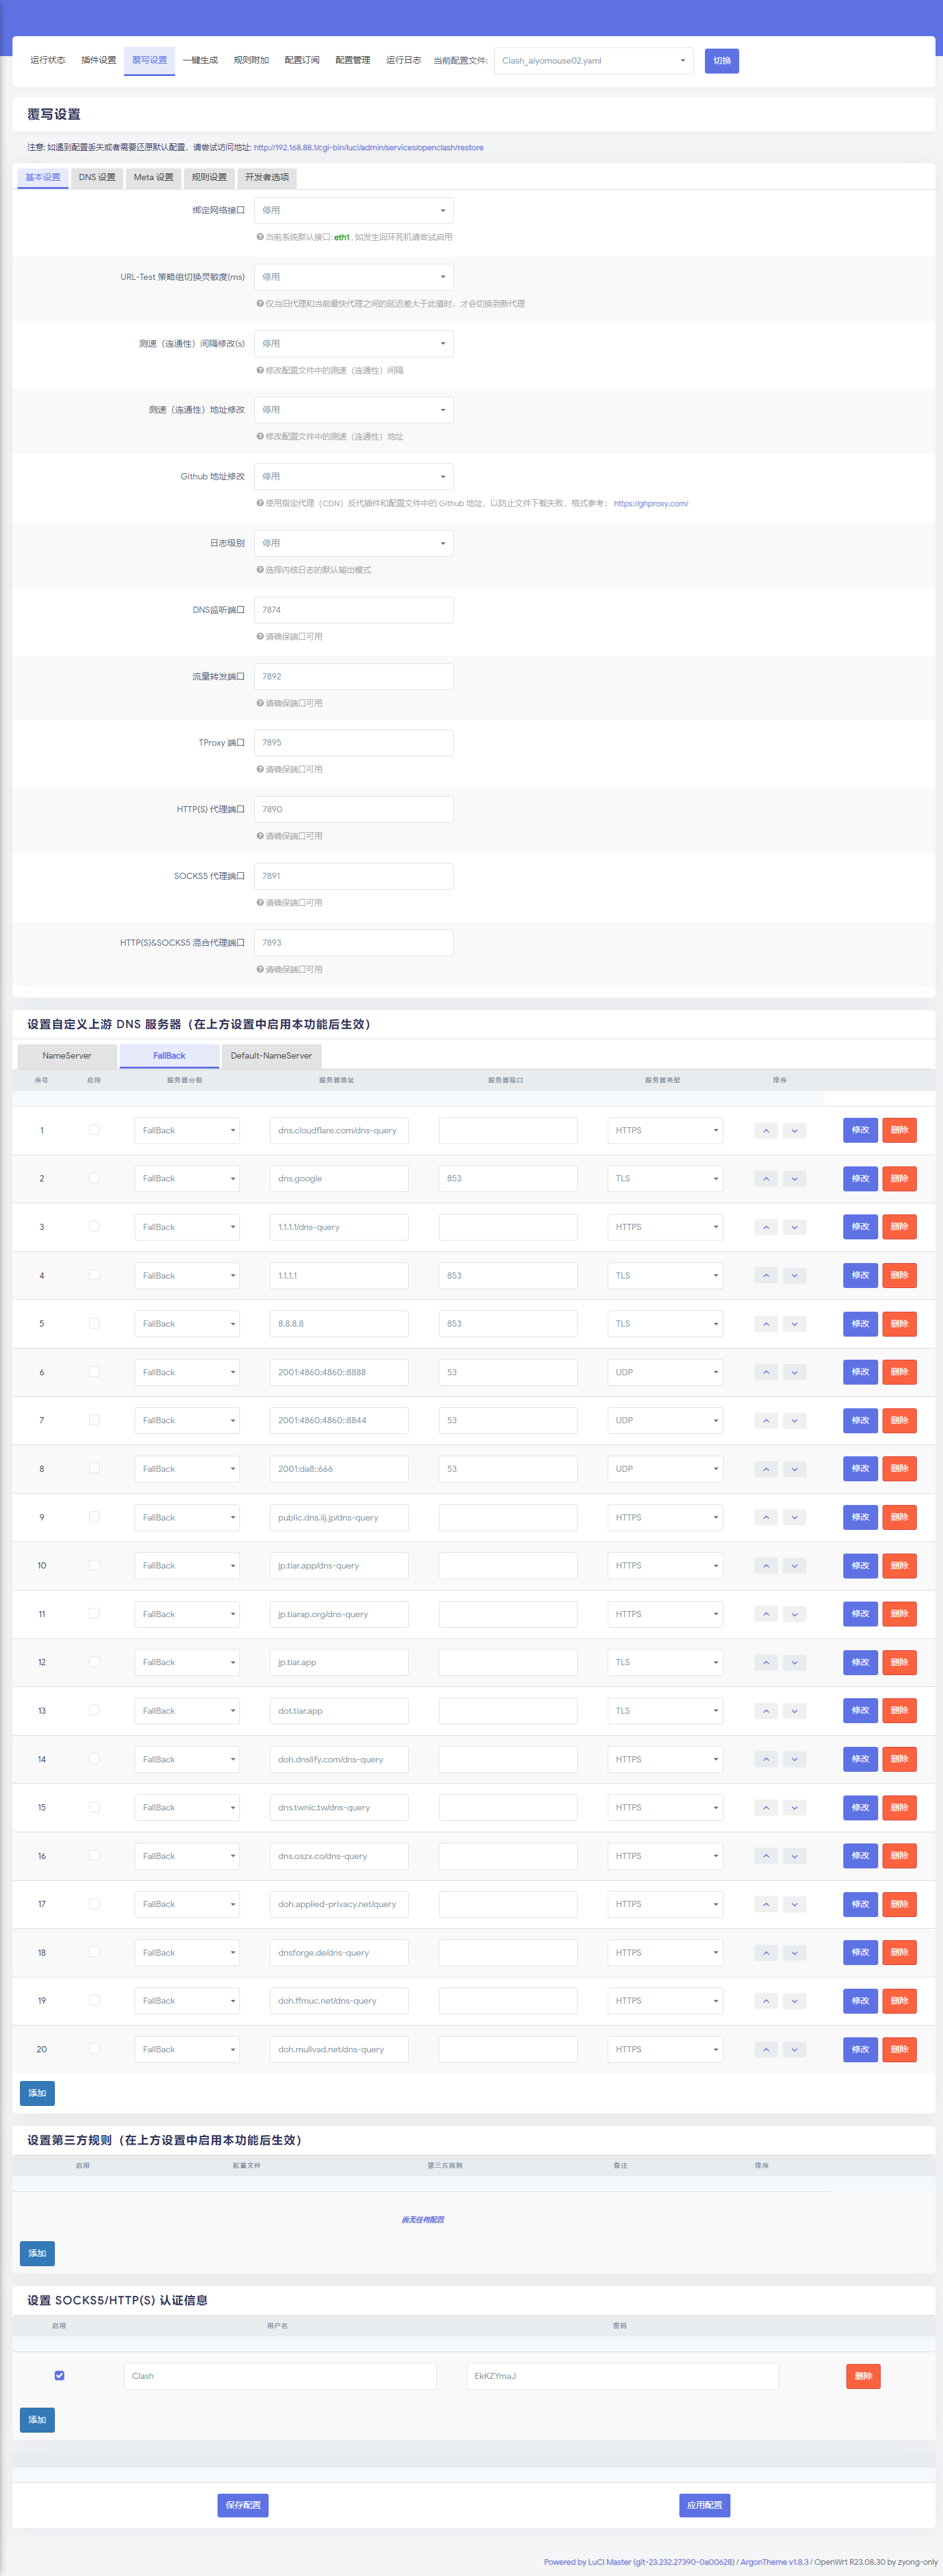 运行状态 插件设置 覆写设置 一键生成 规则附加 配置订阅 配置管理 运行日志 当前配置文件: Clash_aiyomouse02.yaml 切换
覆写设置
注意: 如遇到配置丢失或者需要还原默认配置，请尝试访问地址: http://192.168.88.1/cgi-bin/luci/admin/services/openclash/restore
基本设置 DNS 设置 Meta 设置 规则设置 开发者选项
绑定网络接口 停用
当前系统默认接口: eth1 , 如发生回环死机请尝试启用
URL-Test 策略组切换灵敏度(ms) 停用
仅当旧代理和当前最快代理之间的延迟差大于此值时，才会切换到新代理
测速（连通性）间隔修改(s) 停用
修改配置文件中的测速（连通性）间隔
测速（连通性）地址修改 停用
修改配置文件中的测速（连通性）地址
Github 地址修改 停用
使用指定代理（CDN）反代插件和配置文件中的 Github 地址，以防止文件下载失败，格式参考： https://ghproxy.com/
日志级别 停用
选择内核日志的默认输出模式
DNS监听端口 7874
请确保端口可用
流量转发端口 7892
请确保端口可用
TProxy 端口 7895
请确保端口可用
HTTP(S) 代理端口 7890
请确保端口可用
SOCKS5 代理端口 7891
请确保端口可用
HTTP(S)&SOCKS5 混合代理端口 7893
请确保端口可用
设置自定义上游 DNS 服务器（在上方设置中启用本功能后生效）
NameServer FallBack Default-NameServer
序号 启用 服务器分组 服务器地址 服务器端口 服务器类型 排序
1 FallBack dns.cloudflare.com/dns-query HTTPS 修改 删除
2 FallBack dns.google 853 TLS 修改 删除
3 FallBack 1.1.1.1/dns-query HTTPS 修改 删除
4 FallBack 1.1.1.1 853 TLS 修改 删除
5 FallBack 8.8.8.8 853 TLS 修改 删除
6 FallBack 2001:4860:4860::8888 53 UDP 修改 删除
7 FallBack 2001:4860:4860::8844 53 UDP 修改 删除
8 FallBack 2001:da8::666 53 UDP 修改 删除
9 FallBack public.dns.iij.jp/dns-query HTTPS 修改 删除
10 FallBack jp.tiar.app/dns-query HTTPS 修改 删除
11 FallBack jp.tiarap.org/dns-query HTTPS 修改 删除
12 FallBack jp.tiar.app TLS 修改 删除
13 FallBack dot.tiar.app TLS 修改 删除
14 FallBack doh.dnslify.com/dns-query HTTPS 修改 删除
15 FallBack dns.twnic.tw/dns-query HTTPS 修改 删除
16 FallBack dns.oszx.co/dns-query HTTPS 修改 删除
17 FallBack doh.applied-privacy.net/query HTTPS 修改 删除
18 FallBack dnsforge.de/dns-query HTTPS 修改 删除
19 FallBack doh.ffmuc.net/dns-query HTTPS 修改 删除
20 FallBack doh.mullvad.net/dns-query HTTPS 修改 删除
添加
设置第三方规则（在上方设置中启用本功能后生效）
启用 配置文件 第三方规则 备注 排序
尚无任何配置
添加
设置 SOCKS5/HTTP(S) 认证信息
启用 用户名 密码
Clash EkKZYmaJ 删除
添加
保存配置 应用配置
Powered by LuCI Master (git-23.232.27390-0a00628) / ArgonTheme v1.8.3 / OpenWrt R23.08.30 by zyong-only